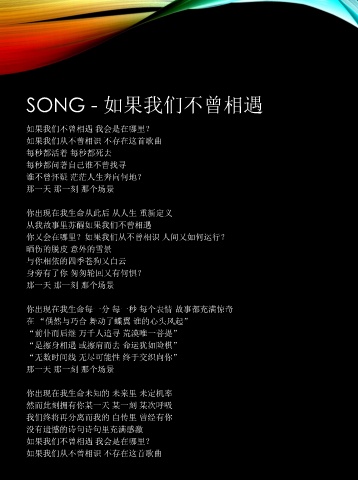 SONG - 如果我们不曾相遇
如果我们不曾相遇 我会是在哪里?
如果我们从不曾相识 不存在这首歌曲
每秒都活着 每秒都死去
每秒都问着自己谁不曾找寻
谁不曾怀疑 茫茫人生奔向何地?
那一天 那一刻 那个场景
你出现在我生命从此后 从人生 重新定义
从我故事里苏醒如果我们不曾相遇
你又会在哪里? 如果我们从不曾相识 人间又如何运行?
晒伤的脱皮 意外的雪景
与你相依的四季苍狗又白云
身旁有了你 匆匆轮回又有何惧?
那一天 那一刻 那个场景
你出现在我生命每一分 每一秒 每个表情 故事都充满惊奇
在 “偶然与巧合 舞动了蝶翼 谁的心头风起”
“前仆而后继 万千人追寻 荒漠唯一菩提”
“是擦身相遇 或擦肩而去 命运犹如险棋”
“无数时间线 无尽可能性 终于交织向你”
那一天 那一刻 那个场景
你出现在我生命未知的 未来里 未定机率
然而此刻拥有你某一天 某一刻 某次呼吸
我们终将再分离而我的 自传里 曾经有你
没有遗憾的诗句诗句里充满感激
如果我们不曾相遇 我会是在哪里?
如果我们从不曾相识 不存在这首歌曲